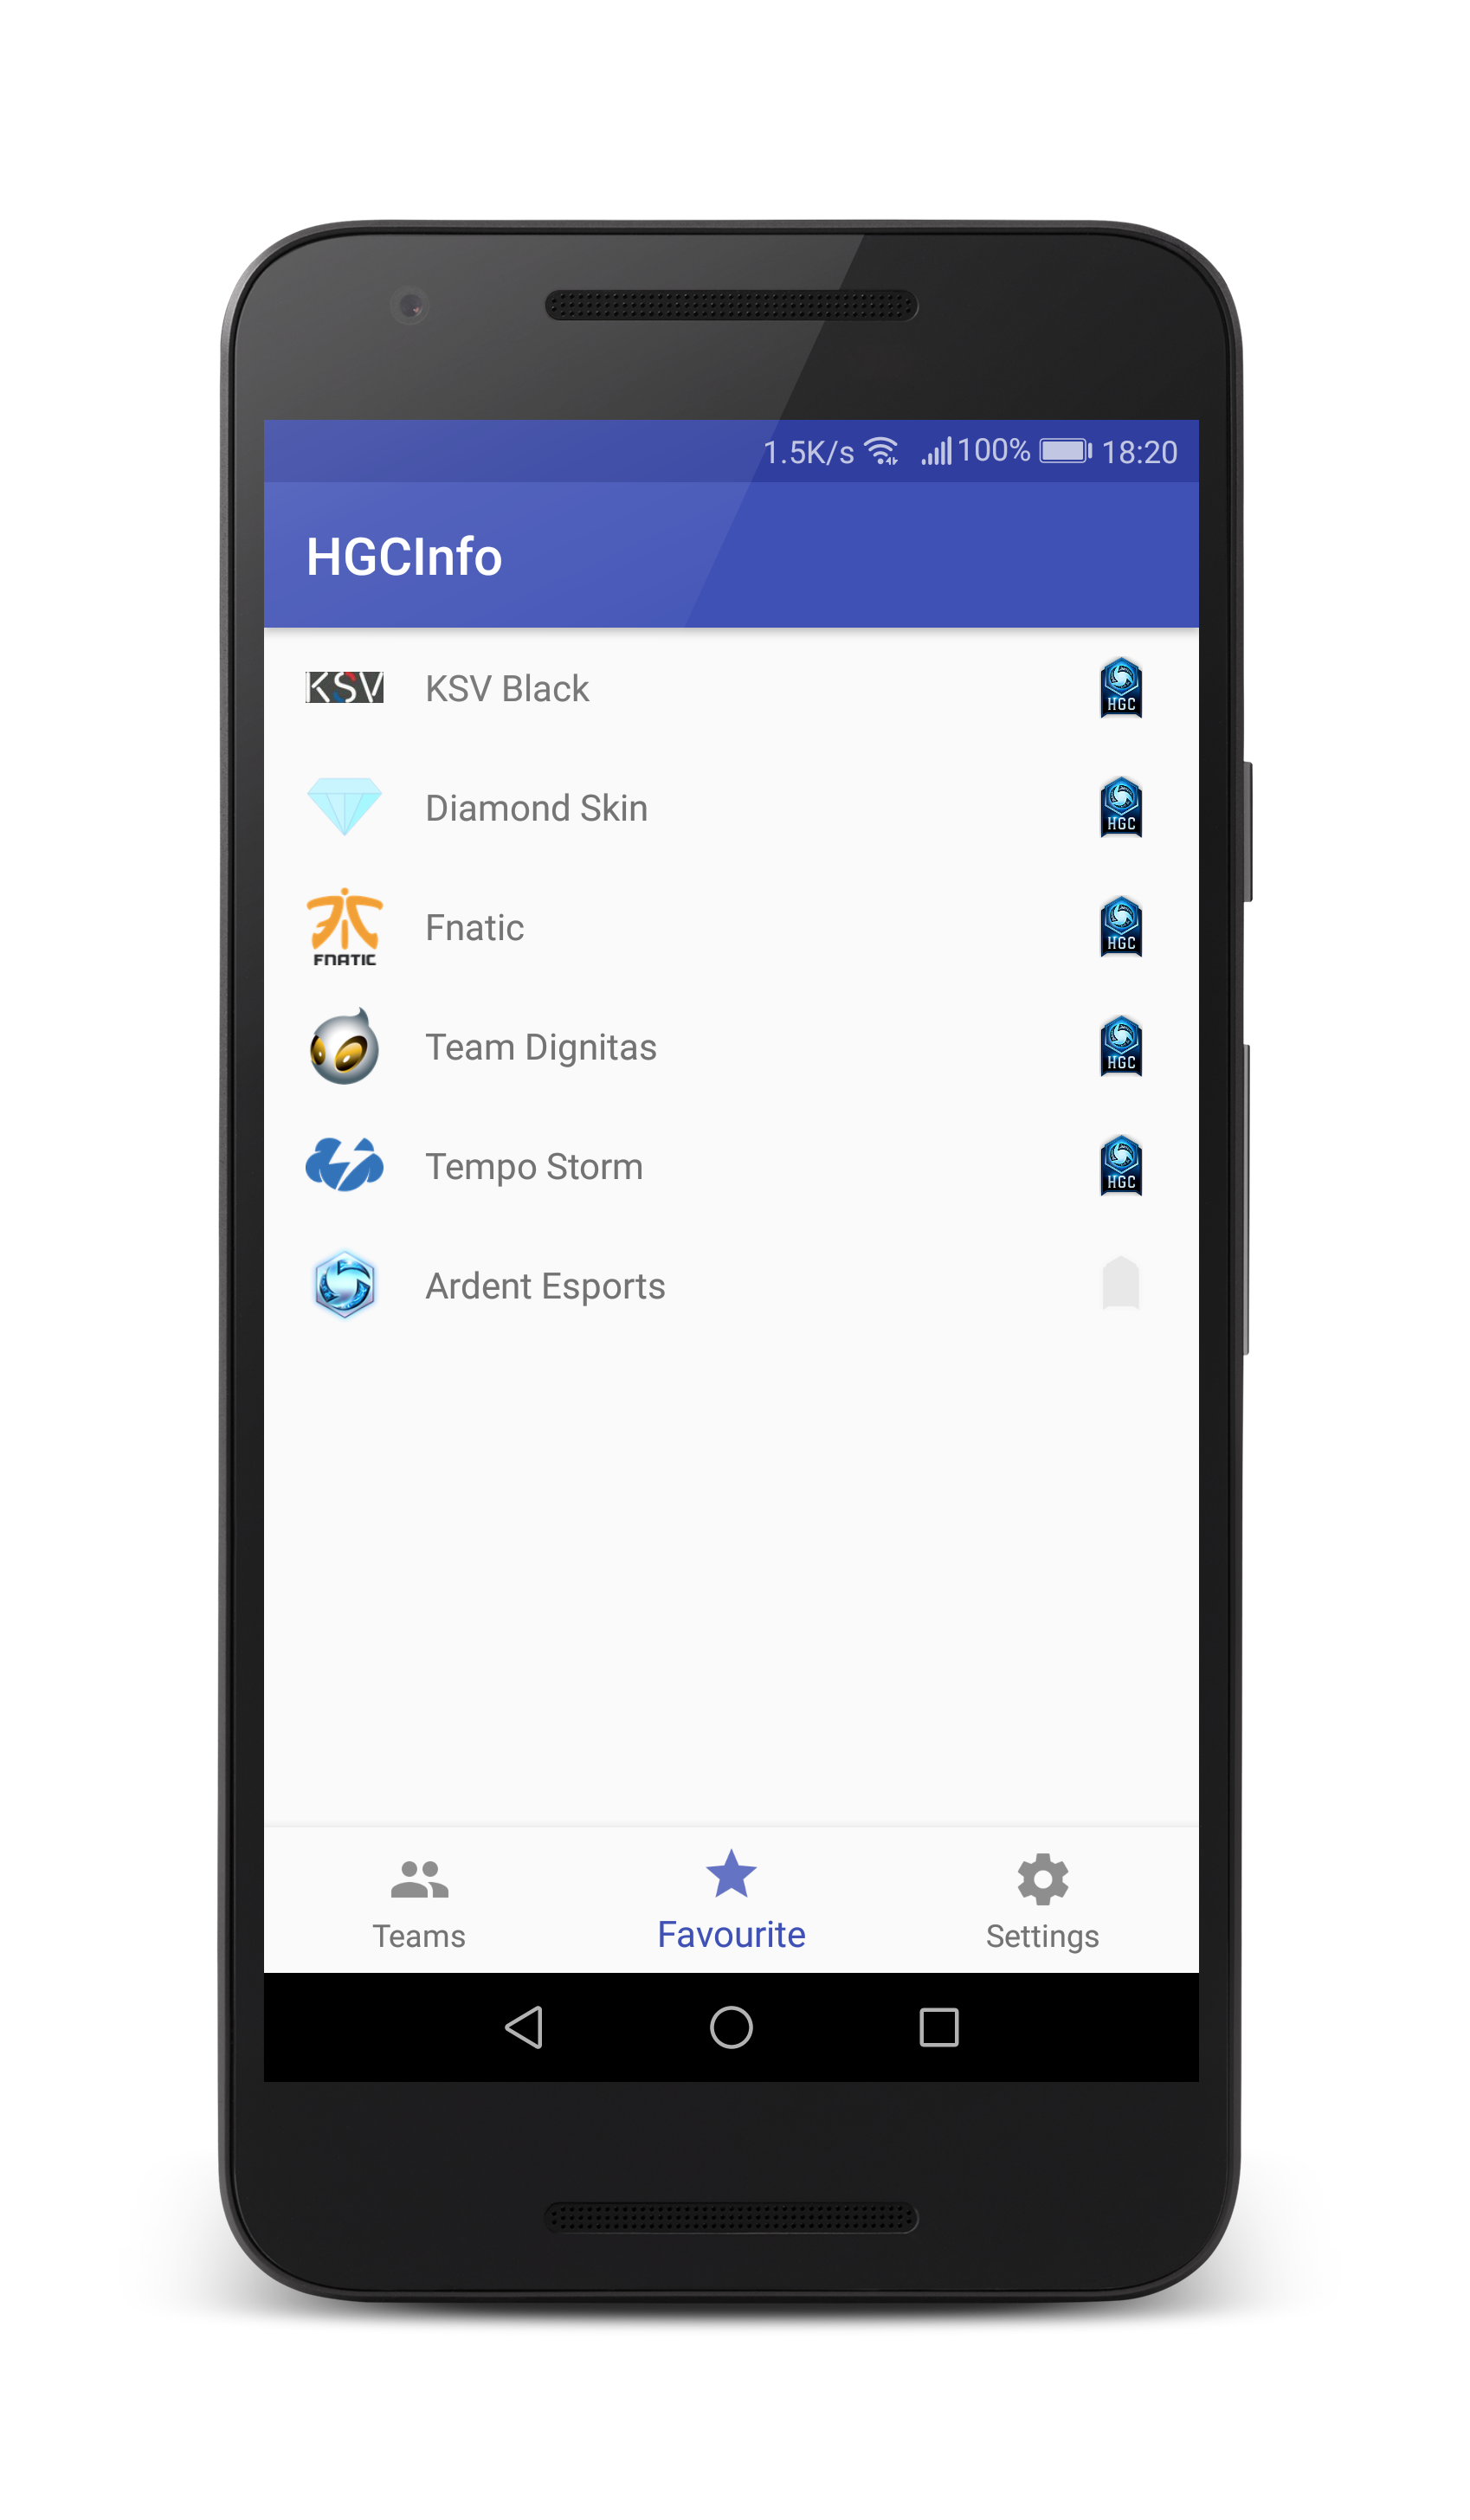 1.5K/s 100% 18:20
HGCInfo
KSV KSV Black HGC
Diamond Skin HGC
FNATIC Fnatic HGC
Team Dignitas HGC
Tempo Storm HGC
Ardent Esports
Teams Favourite Settings